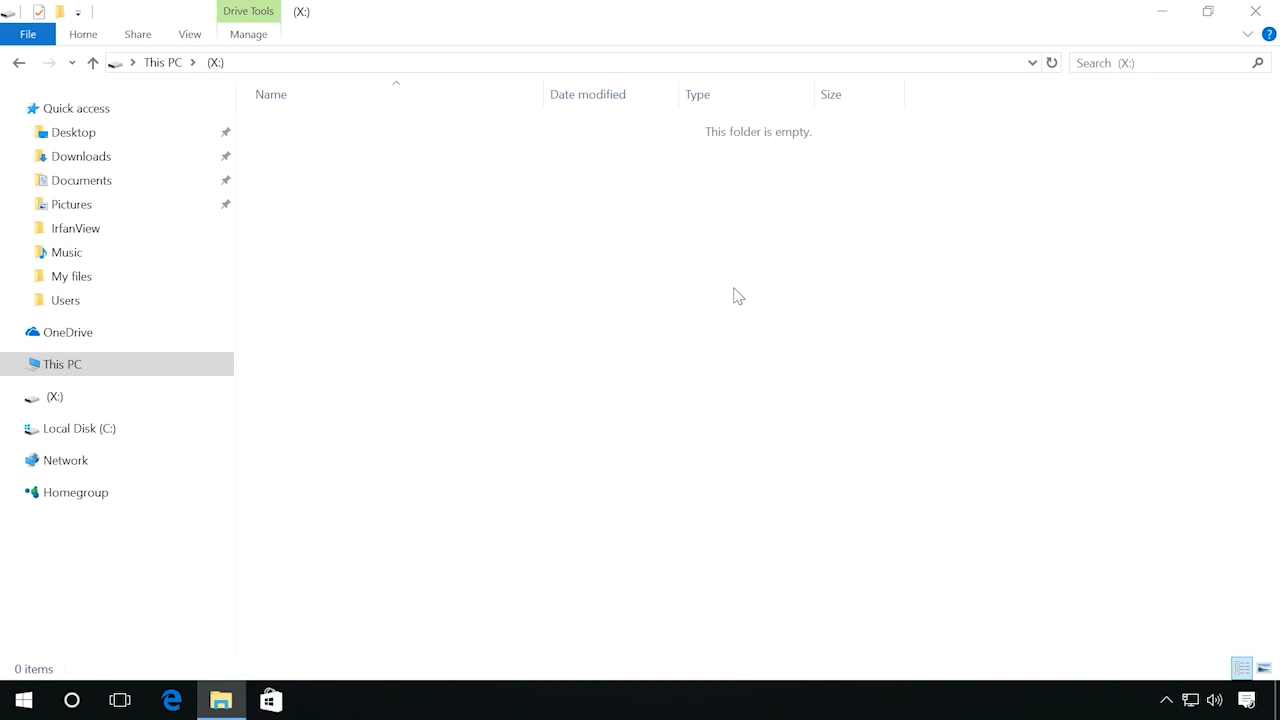 Drive Tools
(X:)
File
Home
Share
View
Manage
?
This PC
(X:)
Search (X:)
Name
Date modified
Type
Size
This folder is empty.
Quick access
Desktop
Downloads
Documents
Pictures
IrfanView
Music
My files
Users
OneDrive
This PC
(X:)
Local Disk (C:)
Network
Homegroup
0 items